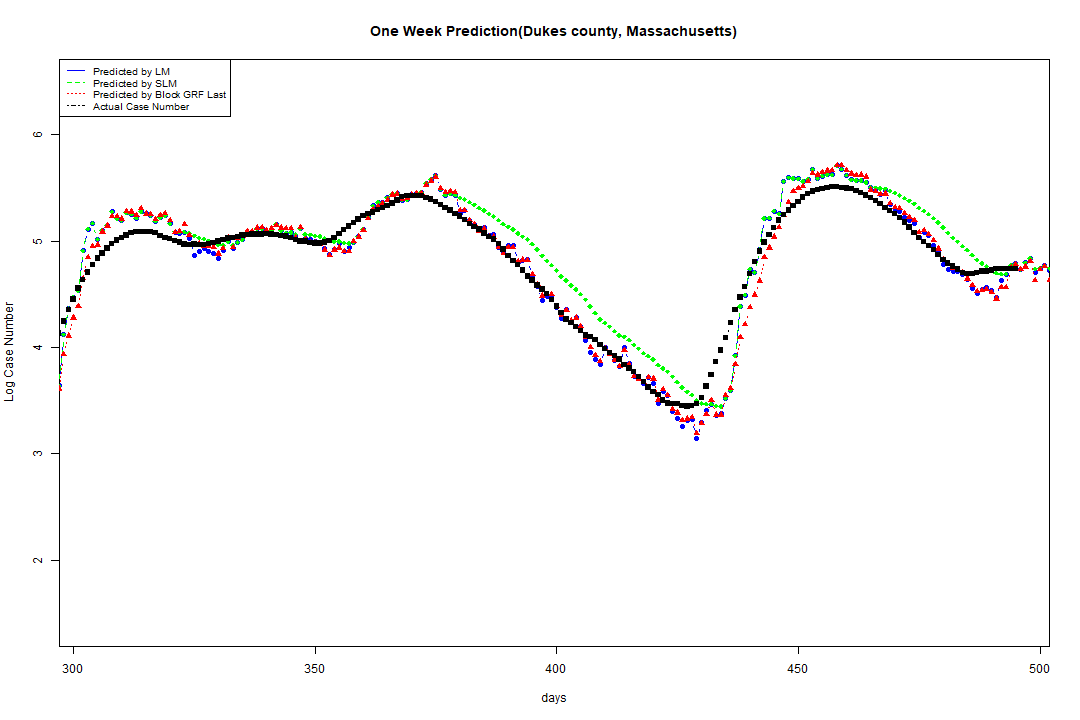 One Week Prediction(Dukes county, Massachusetts)
Predicted by LM
Predicted by SLM
Predicted by Block GRF Last
Actual Case Number
6
5
4
3
2
Log Case Number
300 350 400 450 500
days